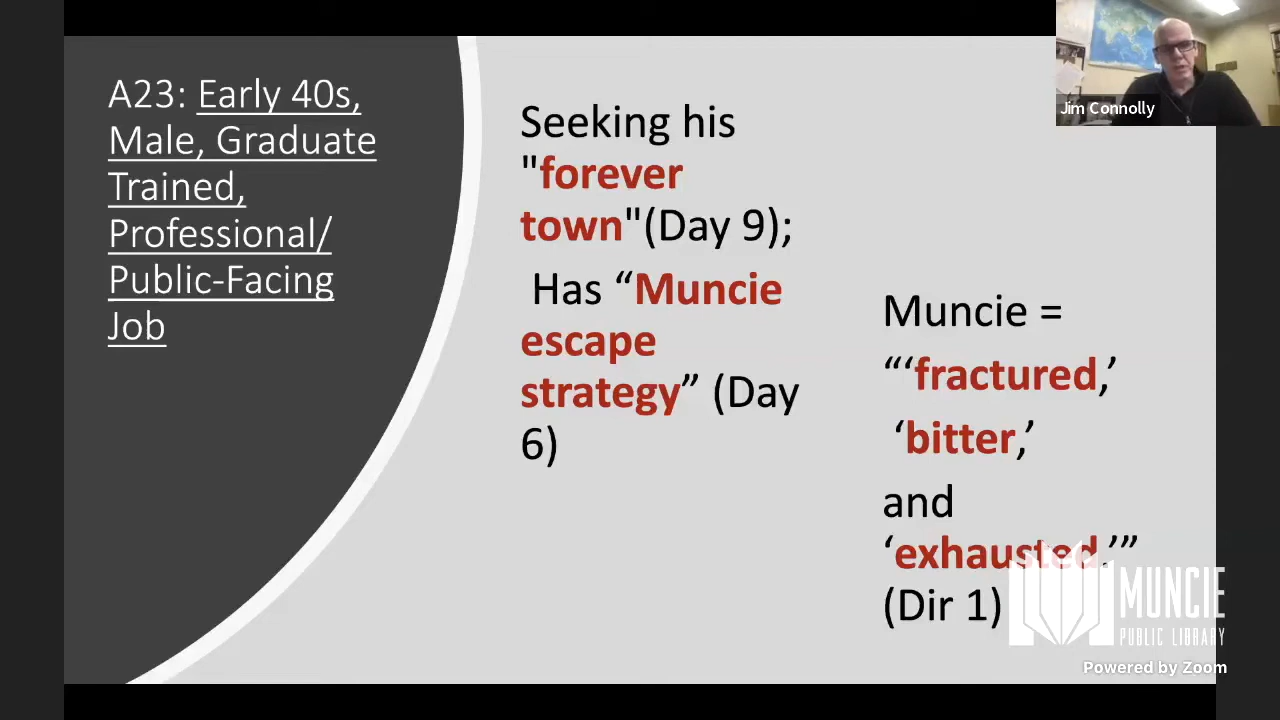 A23: Early 40s,
Male, Graduate
Trained,
Professional/
Public-Facing
Job
Seeking his
"forever
town"(Day 9);
Has “Muncie
escape
strategy” (Day
6)
Muncie =
“‘fractured,’
‘bitter,’
and
‘exhausted.’”
(Dir 1)
Jim Connolly
MUNCIE
PUBLIC LIBRARY
Powered by Zoom